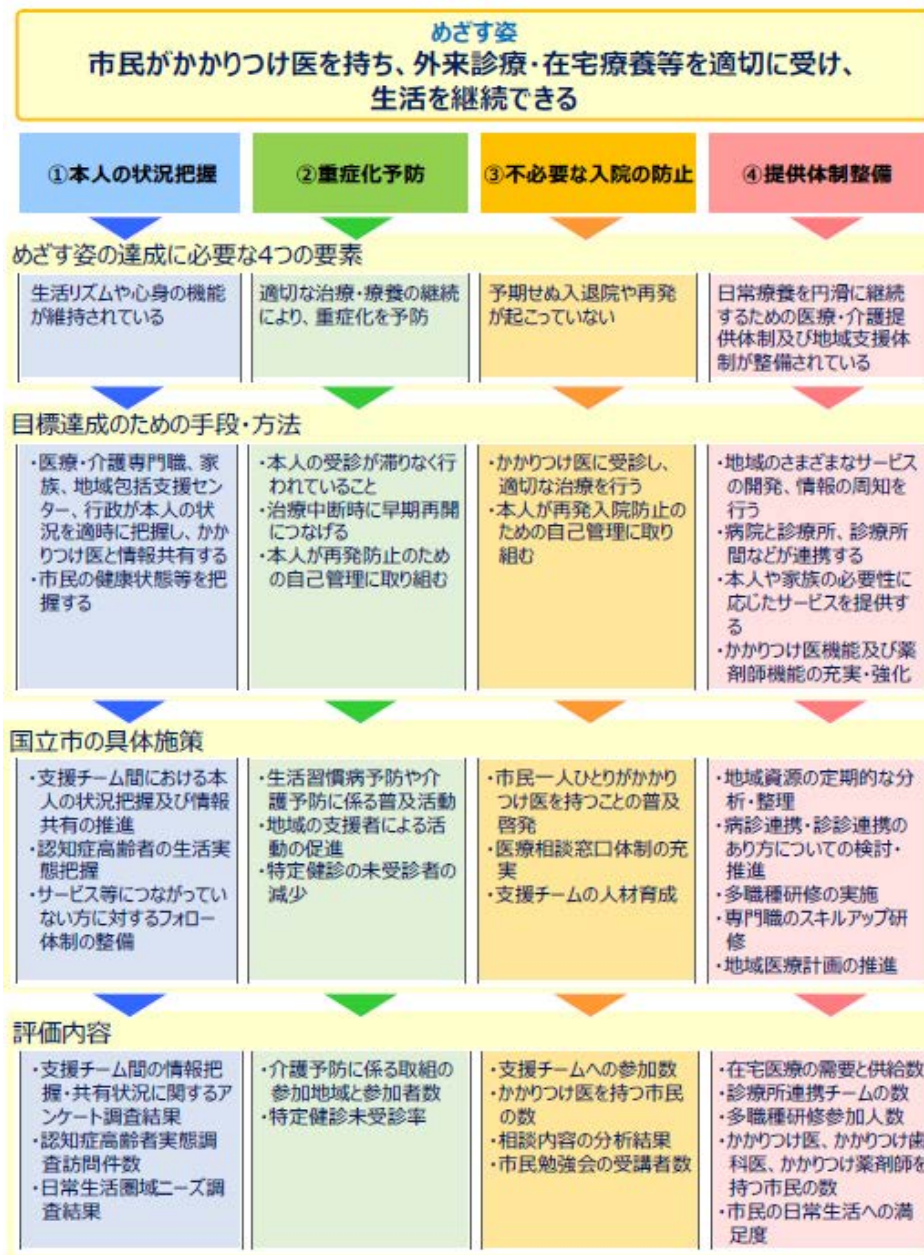 めざす姿
市民がかかりつけ医を持ち、外来診療・在宅療養等を適切に受け、
生活を継続できる
①本人の状況把握
②重症化予防
③不必要な入院の防止
④提供体制整備
めざす姿の達成に必要な4つの要素
生活リズムや心身の機能
が維持されている
適切な治療・療養の継続
により、重症化を予防
予期せぬ入退院や再発
が起こっていない
日常療養を円滑に継続
するための医療・介護提
供体制及び地域支援体
制が整備されている
目標達成のための手段・方法
・医療・介護専門職、家
族、地域包括支援セン
ター、行政が本人の状
況を適時に把握し、かか
りつけ医と情報共有する
・市民の健康状態等を把
握する
・本人の受診が滞りなく行
われていること
・治療中断時に早期再開
につなげる
・本人が再発防止のため
の自己管理に取り組む
・かかりつけ医に受診し、
適切な治療を行う
・本人が再発入院防止の
ための自己管理に取り
組む
・地域のさまざまなサービス
の開発、情報の周知を
行う
・病院と診療所、診療所
間などが連携する
・本人や家族の必要性に
応じたサービスを提供す
る
・かかりつけ医機能及び薬
剤師機能の充実・強化
国立市の具体施策
・支援チーム間における本
人の状況把握及び情報
共有の推進
・認知症高齢者の生活実
態把握
・サービス等につながってい
ない方に対するフォロー
体制の整備
・生活習慣病予防や介
護予防に係る普及活動
・地域の支援者による活
動の促進
・特定健診の未受診者の
減少
・市民一人ひとりがかかり
つけ医を持つことの普及
啓発
・医療相談窓口体制の充
実
・支援チームの人材育成
・地域資源の定期的な分
析・整理
・病診連携・診診連携の
あり方についての検討・
推進
・多職種研修の実施
・専門職のスキルアップ研
修
・地域医療計画の推進
評価内容
・支援チーム間の情報把
握・共有状況に関するア
ンケート調査結果
・認知症高齢者実態調
査訪問件数
・日常生活圏域ニーズ調
査結果
・介護予防に係る取組の
参加地域と参加者数
・特定健診未受診率
・支援チームへの参加数
・かかりつけ医を持つ市民
の数
・相談内容の分析結果
・市民勉強会の受講者数
・在宅医療の需要と供給数
・診療所連携チームの数
・多職種研修参加人数
・かかりつけ医、かかりつけ歯
科医、かかりつけ薬剤師を
持つ市民の数
・市民の日常生活への満
足度